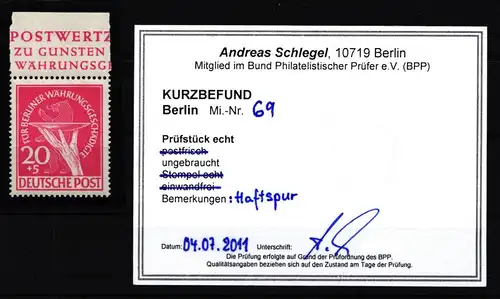 POSTWERTZ
ZU GUNSTEN
WÄHRUNGSGE
FÜR BERLINER WÄHRUNGSGESCHÄDIGTE
20
+5
DEUTSCHE POST
Andreas Schlegel, 10719 Berlin
Mitglied im Bund Philatelistischer Prüfer e.V. (BPP)
KURZBEFUND
Berlin Mi.-Nr. 69
Prüfstück echt
postfrisch
ungebraucht
Stempel echt
einwandfrei
Bemerkungen: Haftspur
Datum: 04.07.2011 Unterschrift:
Die Prüfung erfolgte auf Grund der Prüfordnung des BPP.
Qualitätsangaben beziehen sich auf den Zustand am Tage der Prüfung.